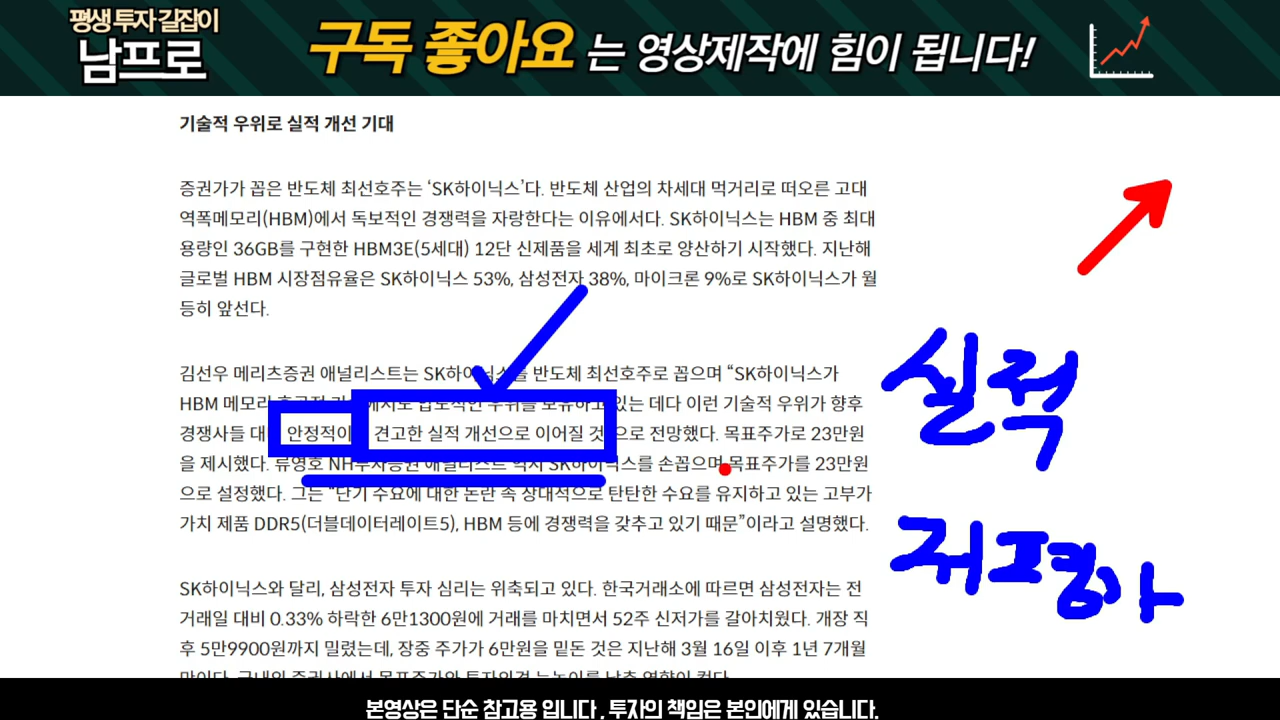 평생 투자 길잡이
남프로
구독 좋아요 는 영상제작에 힘이 됩니다!
기술적 우위로 실적 개선 기대
증권가가 꼽은 반도체 최선호주는 ‘SK하이닉스’다. 반도체 산업의 차세대 먹거리로 떠오른 고대
역폭메모리(HBM)에서 독보적인 경쟁력을 자랑한다는 이유에서다. SK하이닉스는 HBM 중 최대
용량인 36GB를 구현한 HBM3E(5세대) 12단 신제품을 세계 최초로 양산하기 시작했다. 지난해
글로벌 HBM 시장점유율은 SK하이닉스 53%, 삼성전자 38%, 마이크론 9%로 SK하이닉스가 월
등히 앞선다.
김선우 메리츠증권 애널리스트는 SK하이닉스를 반도체 최선호주로 꼽으며 “SK하이닉스가
HBM 메모리 압도적인 우위를 보유하고 있는 데다 이런 기술적 우위가 향후
경쟁사들 대 안정적이 견고한 실적 개선으로 이어질 것으로 전망했다. 목표주가로 23만원
을 제시했다. 류영호 NH투자증권 애널리스트 역시 SK하이닉스를 손꼽으며 목표주가를 23만원
으로 설정했다. 그는 “단기 수요에 대한 논란 속 상대적으로 탄탄한 수요를 유지하고 있는 고부가
가치 제품 DDR5(더블데이터레이트5), HBM 등에 경쟁력을 갖추고 있기 때문”이라고 설명했다.
SK하이닉스와 달리, 삼성전자 투자 심리는 위축되고 있다. 한국거래소에 따르면 삼성전자는 전
거래일 대비 0.33% 하락한 6만1300원에 거래를 마치면서 52주 신저가를 갈아치웠다. 개장 직
후 5만9900원까지 밀렸는데, 장중 주가가 6만원을 밑돈 것은 지난해 3월 16일 이후 1년 7개월
실적
저평가
본영상은 단순 참고용 입니다 , 투자의 책임은 본인에게 있습니다.